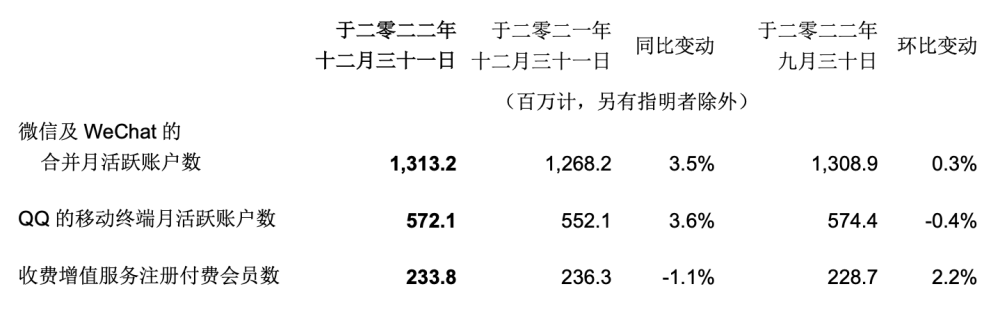 于二零二二年 于二零二一年 于二零二二年
十二月三十一日 十二月三十一日 同比变动 九月三十日 环比变动
（百万计，另有指明者除外）
微信及 WeChat 的
合并月活跃账户数 1,313.2 1,268.2 3.5% 1,308.9 0.3%
QQ 的移动终端月活跃账户数 572.1 552.1 3.6% 574.4 -0.4%
收费增值服务注册付费会员数 233.8 236.3 -1.1% 228.7 2.2%